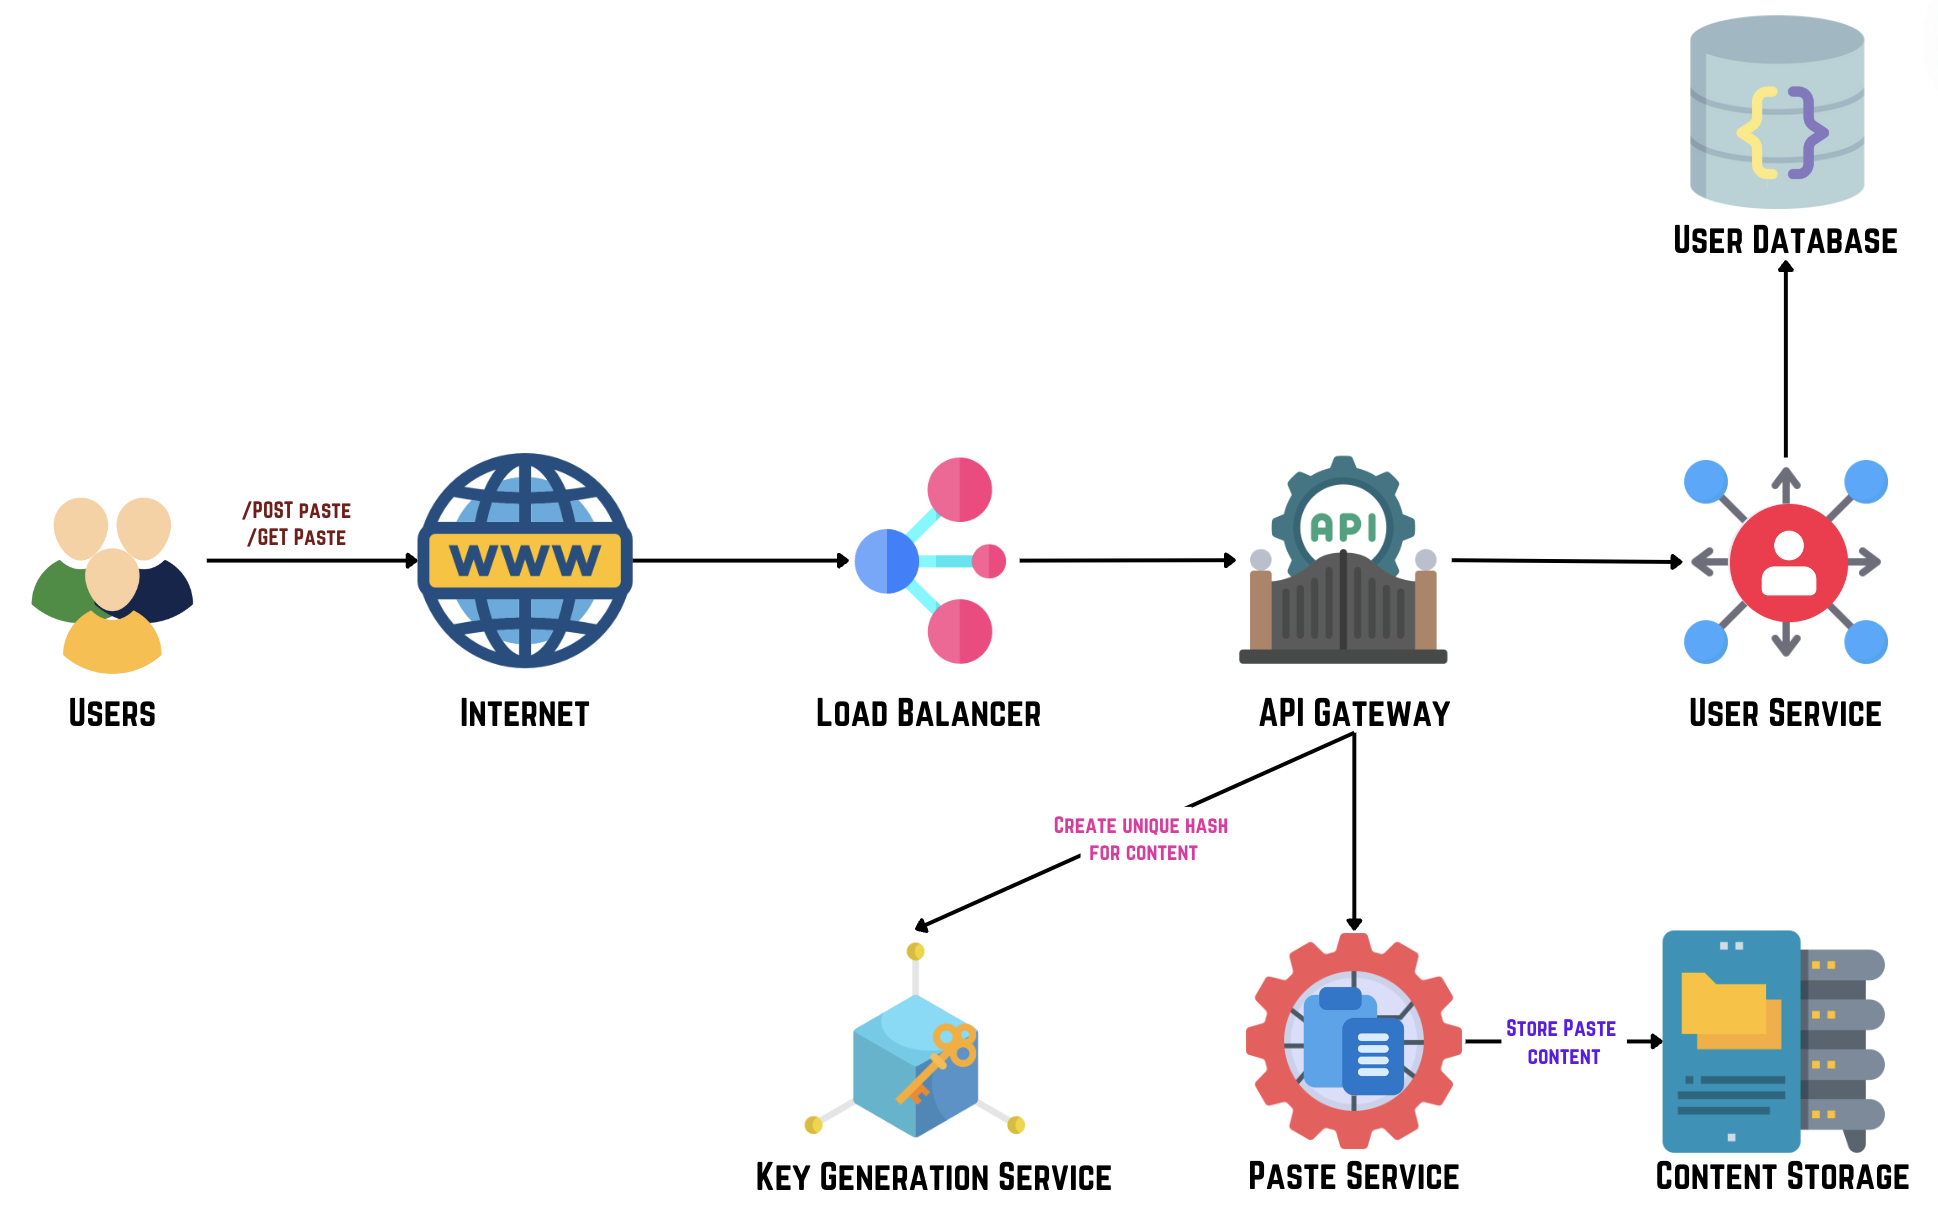 User Database
/POST paste
/GET Paste
WWW
API
Users
Internet
Load Balancer
API Gateway
User Service
Create unique hash
for content
Store Paste
content
Key Generation Service
Paste Service
Content Storage